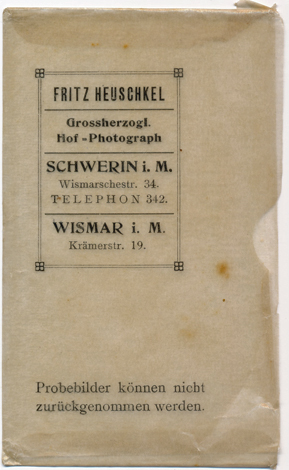 FRITZ HEUSCHKEL
Grossherzogl.
Hof-Photograph
SCHWERIN i. M.
Wismarschestr. 34.
TELEPHON 342.
WISMAR i. M.
Krämerstr. 19.
Probebilder können nicht
zurückgenommen werden.